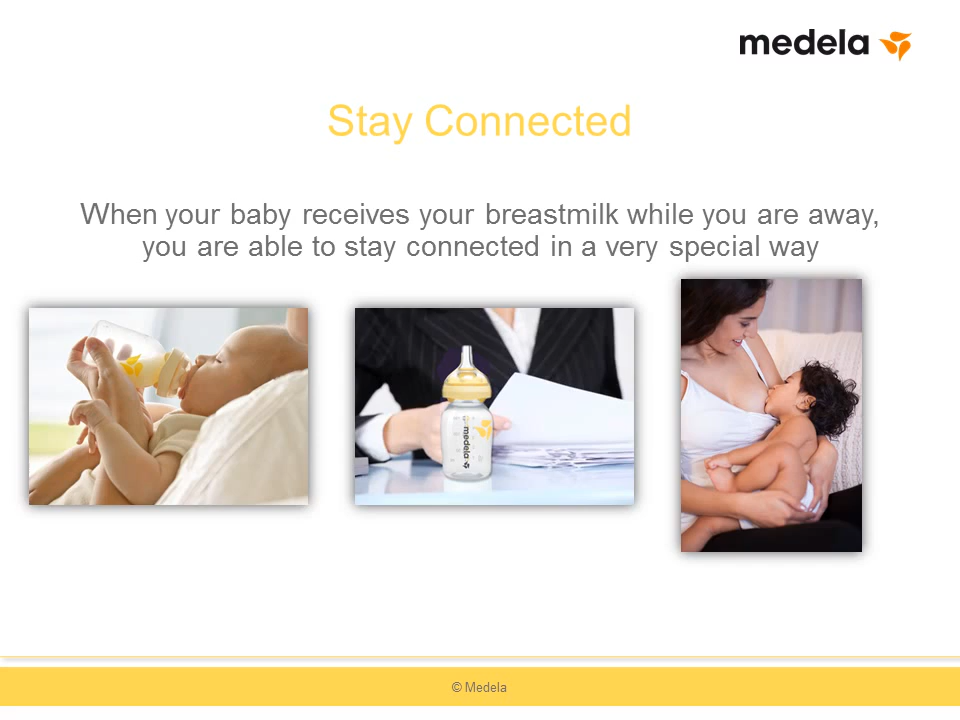 medela
Stay Connected
When your baby receives your breastmilk while you are away,
you are able to stay connected in a very special way
medela
© Medela